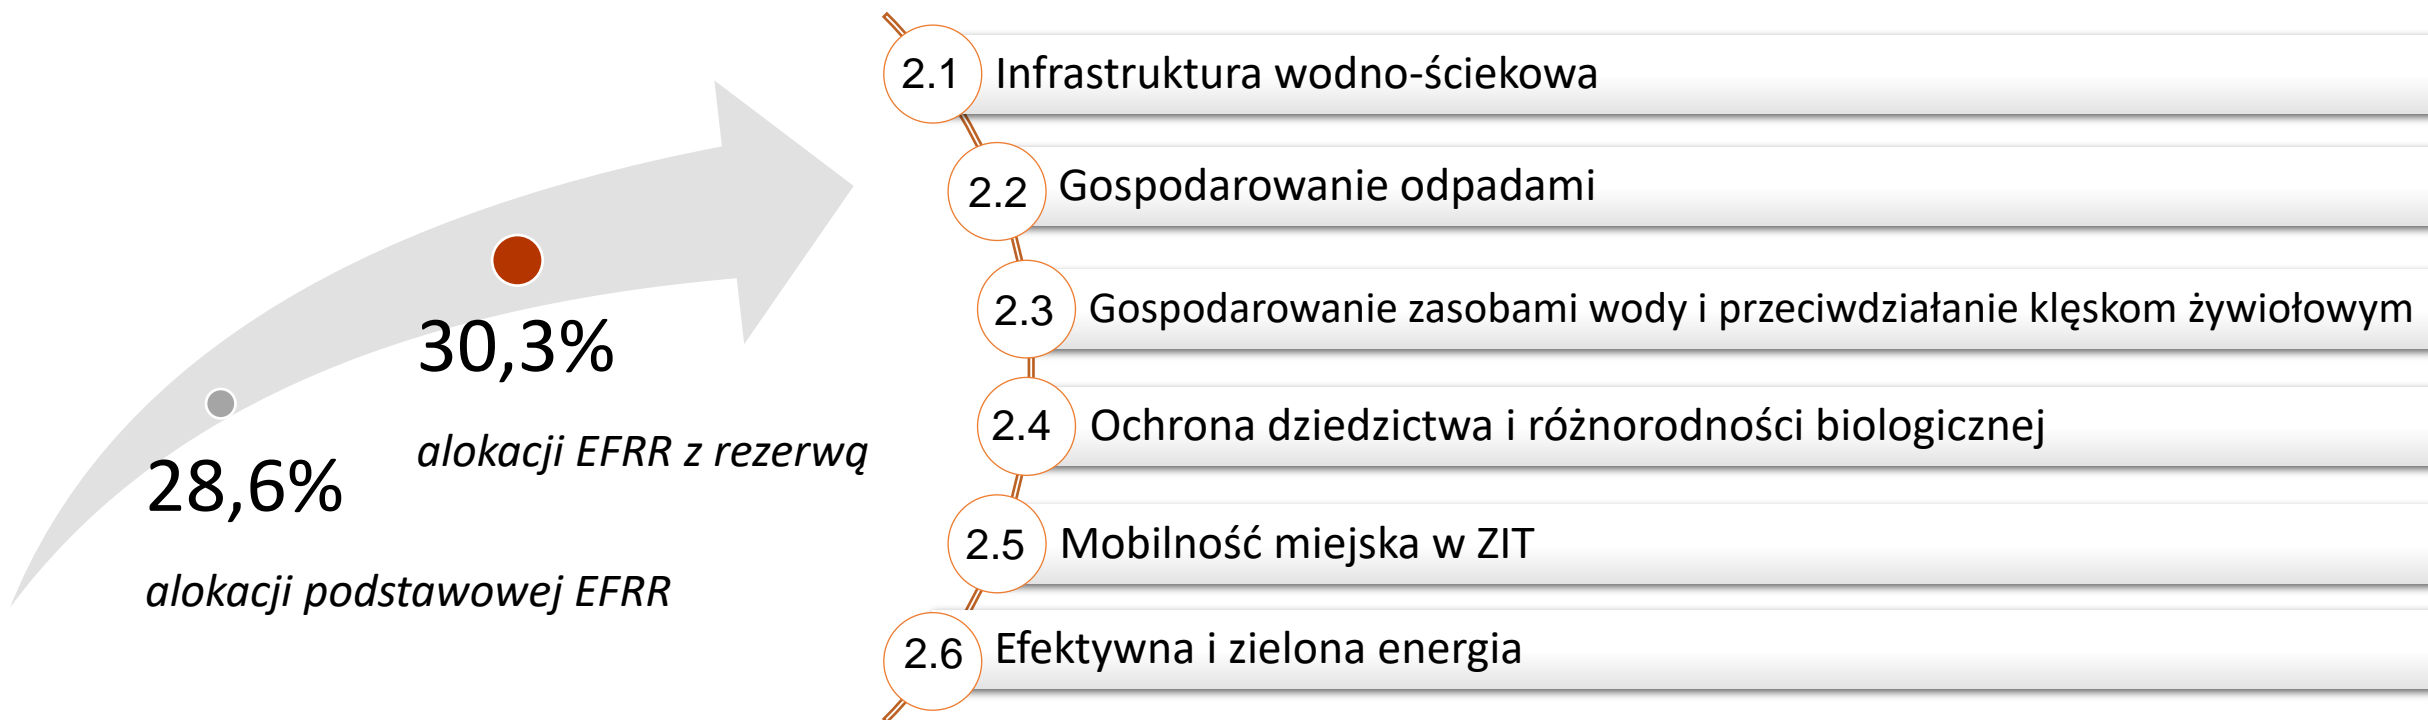 30,3%
alokacji EFRR z rezerwą
28,6%
alokacji podstawowej EFRR
2.1 Infrastruktura wodno-ściekowa
2.2 Gospodarowanie odpadami
2.3 Gospodarowanie zasobami wody i przeciwdziałanie klęskom żywiołowym
2.4 Ochrona dziedzictwa i różnorodności biologicznej
2.5 Mobilność miejska w ZIT
2.6 Efektywna i zielona energia